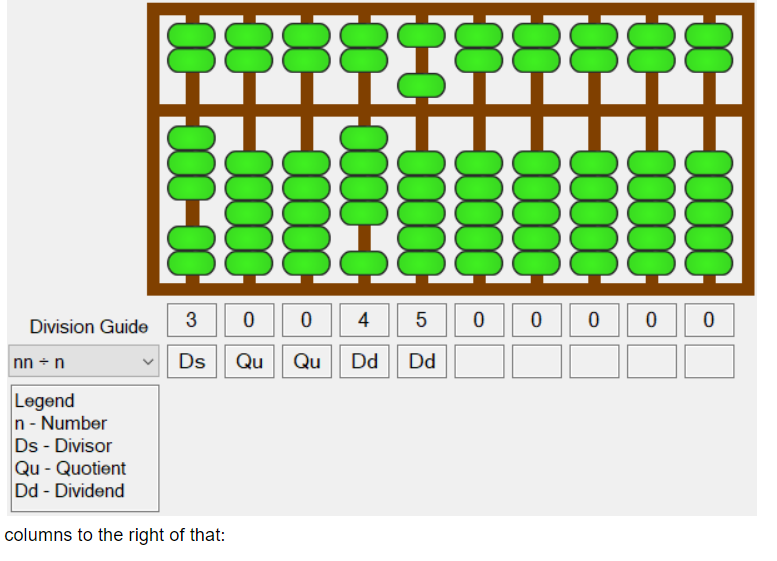 Division Guide 3 0 0 4 5 0 0 0 0 0
nn ÷ n Ds Qu Qu Dd Dd
Legend
n - Number
Ds - Divisor
Qu - Quotient
Dd - Dividend
columns to the right of that: